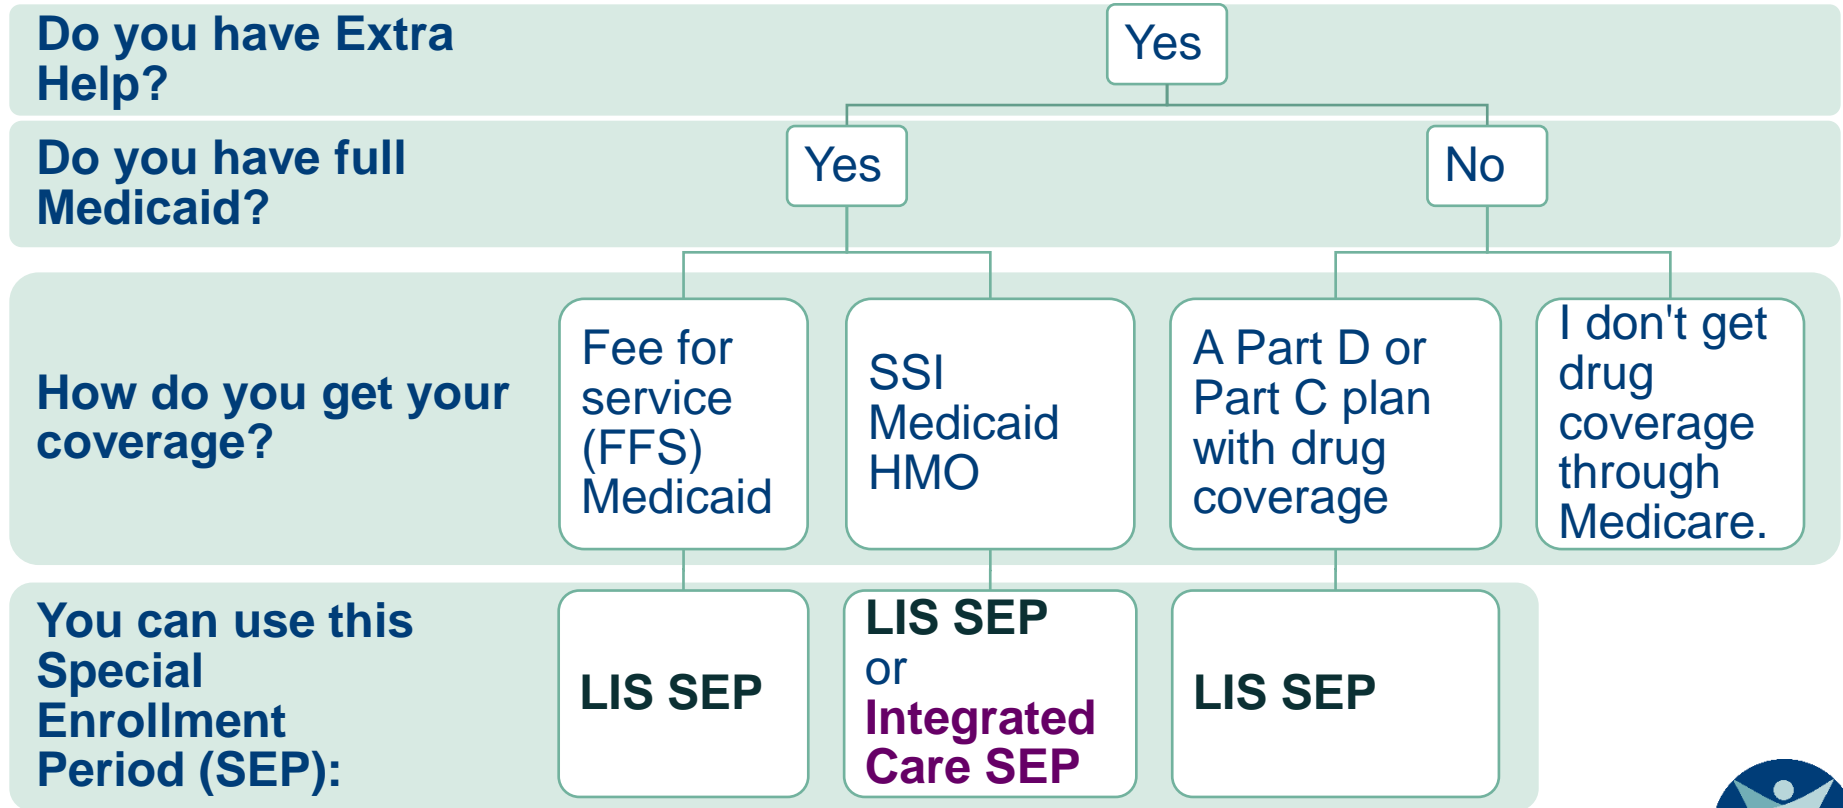 Do you have Extra
Help?
Yes
Do you have full
Medicaid?
Yes
No
How do you get your
coverage?
Fee for
service
(FFS)
Medicaid
SSI
Medicaid
HMO
A Part D or
Part C plan
with drug
coverage
I don't get
drug
coverage
through
Medicare.
You can use this
Special
Enrollment
Period (SEP):
LIS SEP
LIS SEP
or
Integrated
Care SEP
LIS SEP